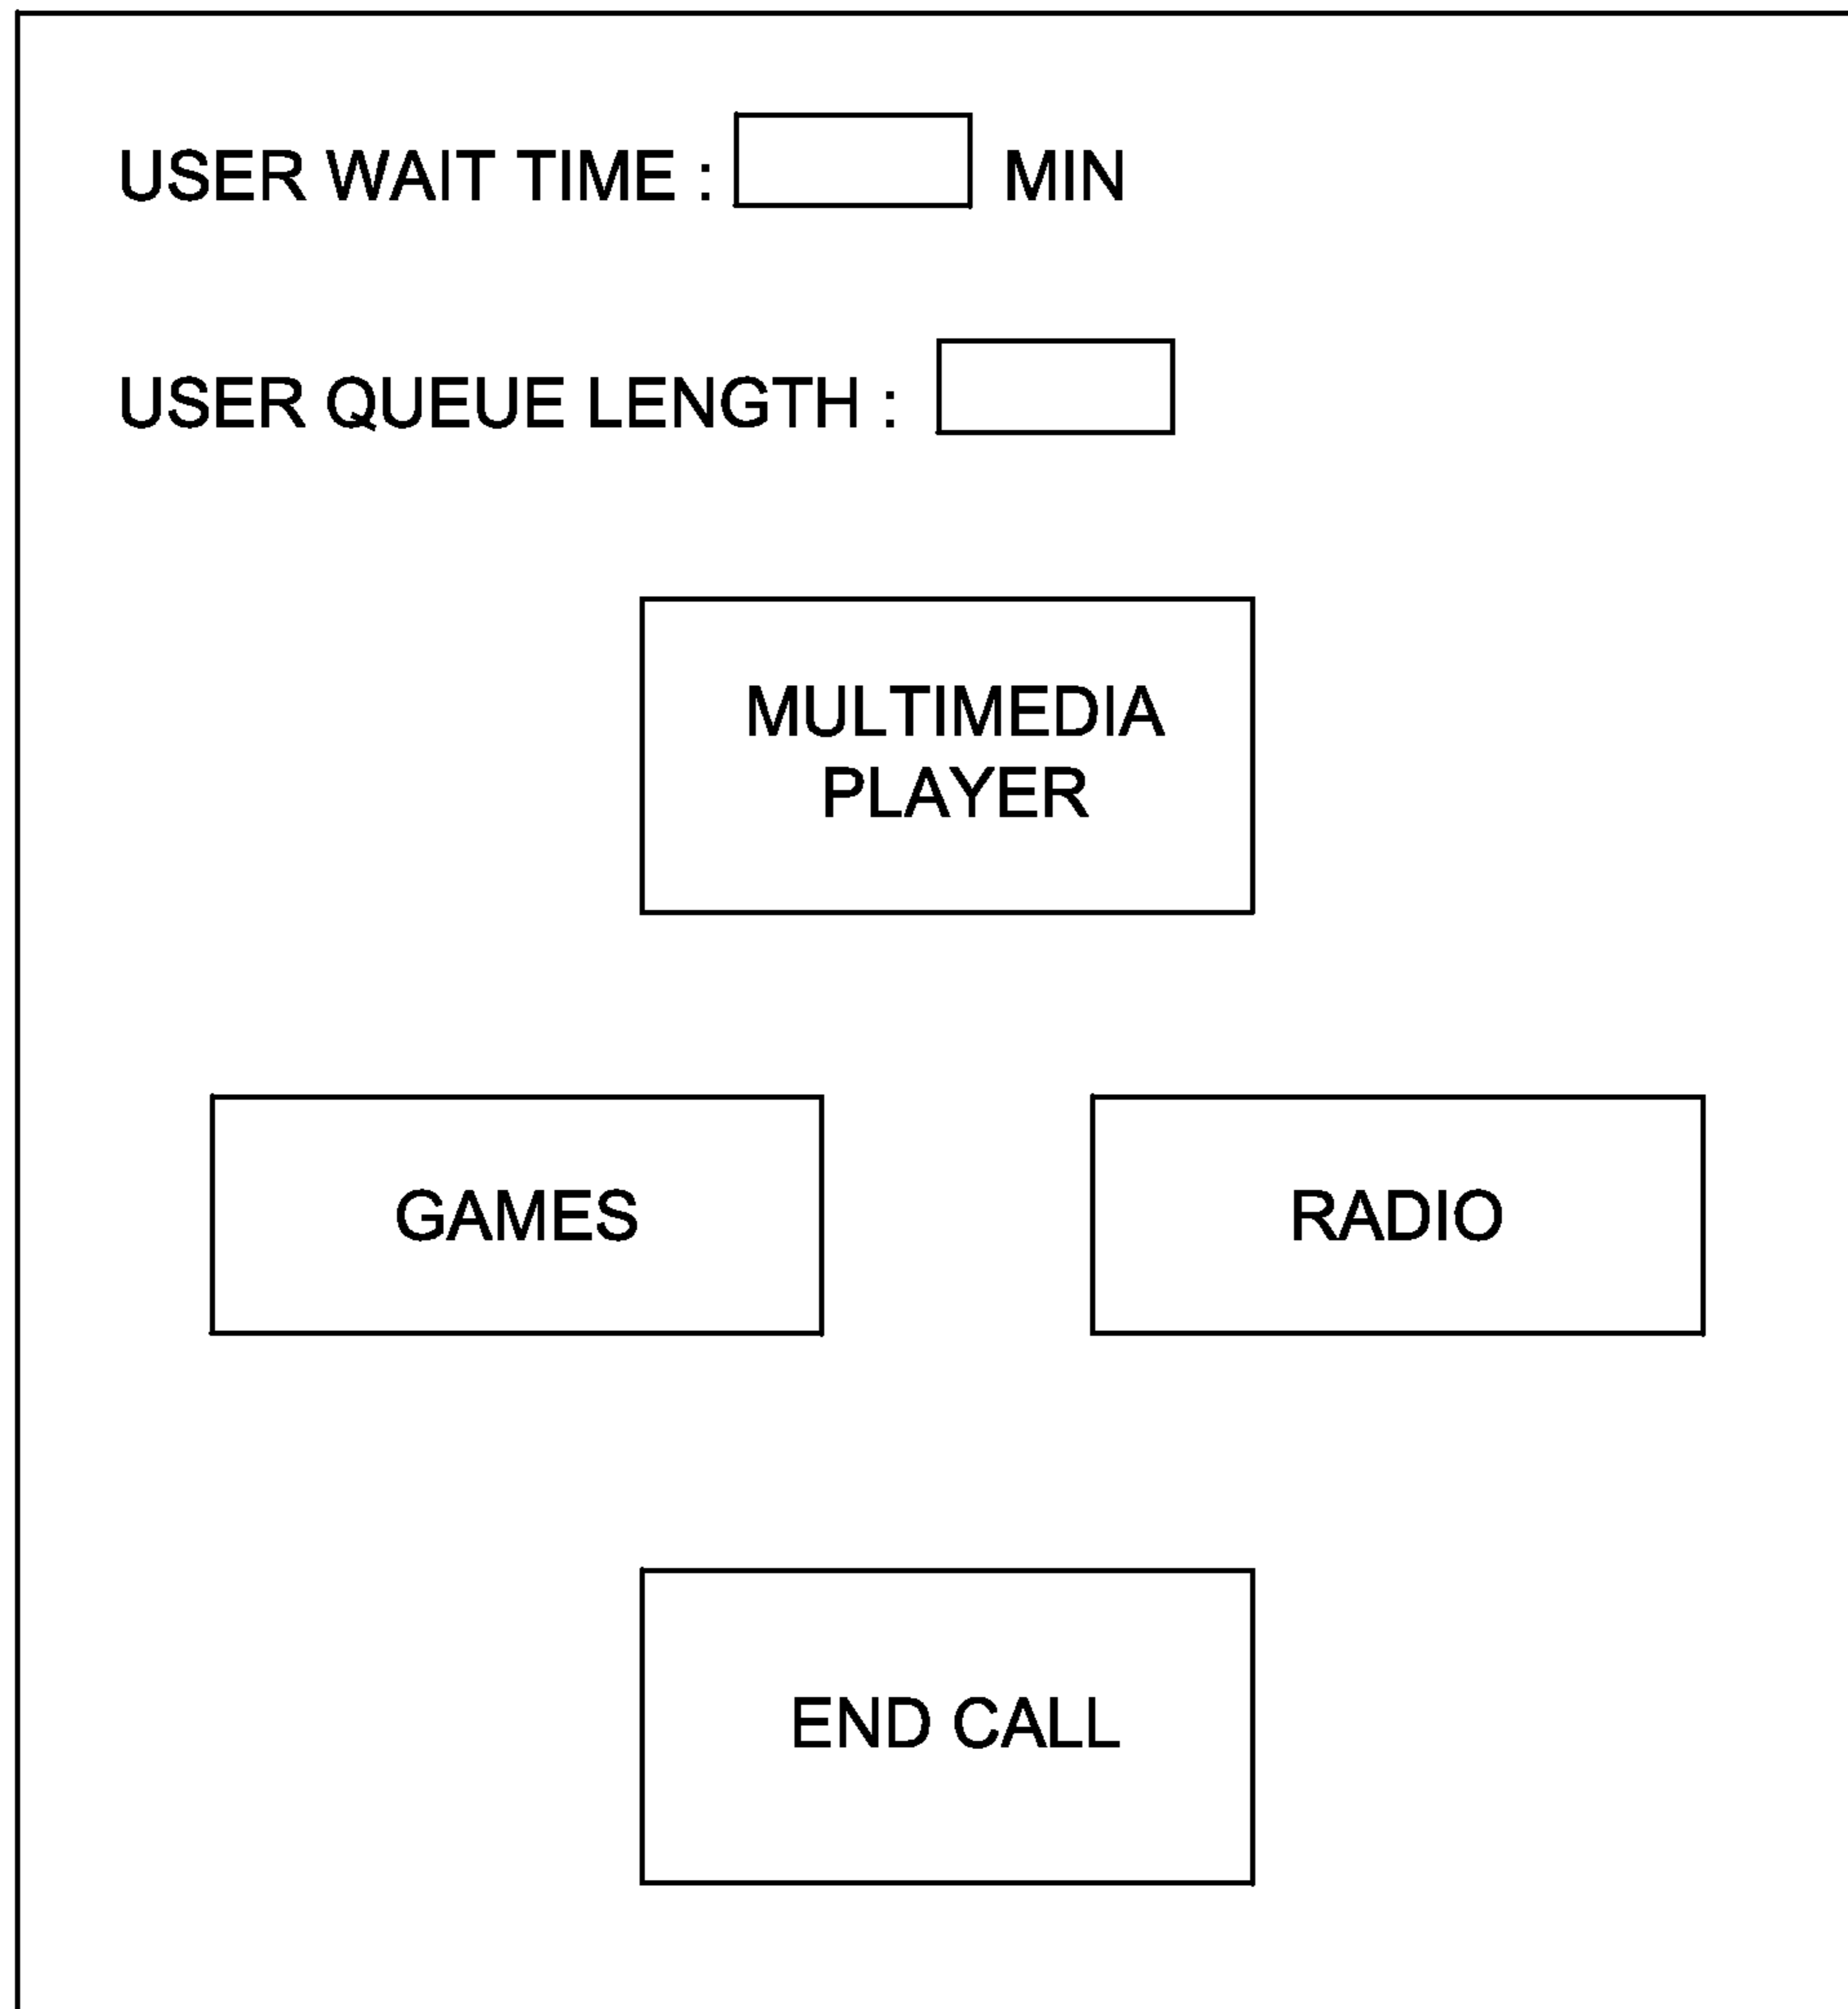 USER WAIT TIME : MIN
USER QUEUE LENGTH :
MULTIMEDIA
PLAYER
GAMES
RADIO
END CALL